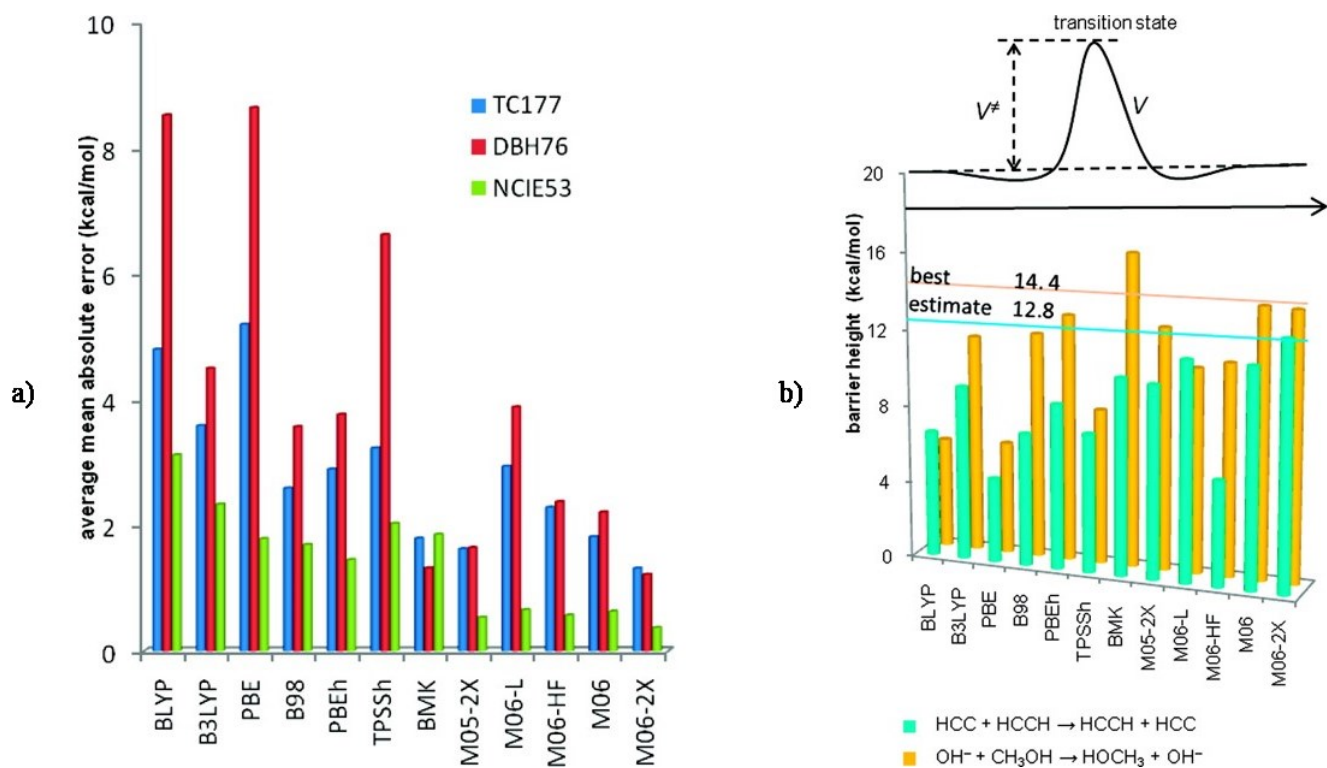 a)
average mean absolute error (kcal/mol)
10
8
6
4
2
0
TC177
DBH76
NCIE53
BLYP
B3LYP
PBE
B98
PBEh
TPSSh
BMK
M05-2X
M06-L
M06-HF
M06
M06-2X
b)
transition state
V≠
V
barrier height (kcal/mol)
20
16
12
8
4
0
best 14.4
estimate 12.8
BLYP
B3LYP
PBE
B98
PBEh
TPSSh
BMK
M05-2X
M06-L
M06-HF
M06
M06-2X
HCC + HCCH → HCCH + HCC
OH⁻ + CH₃OH → HOCH₃ + OH⁻